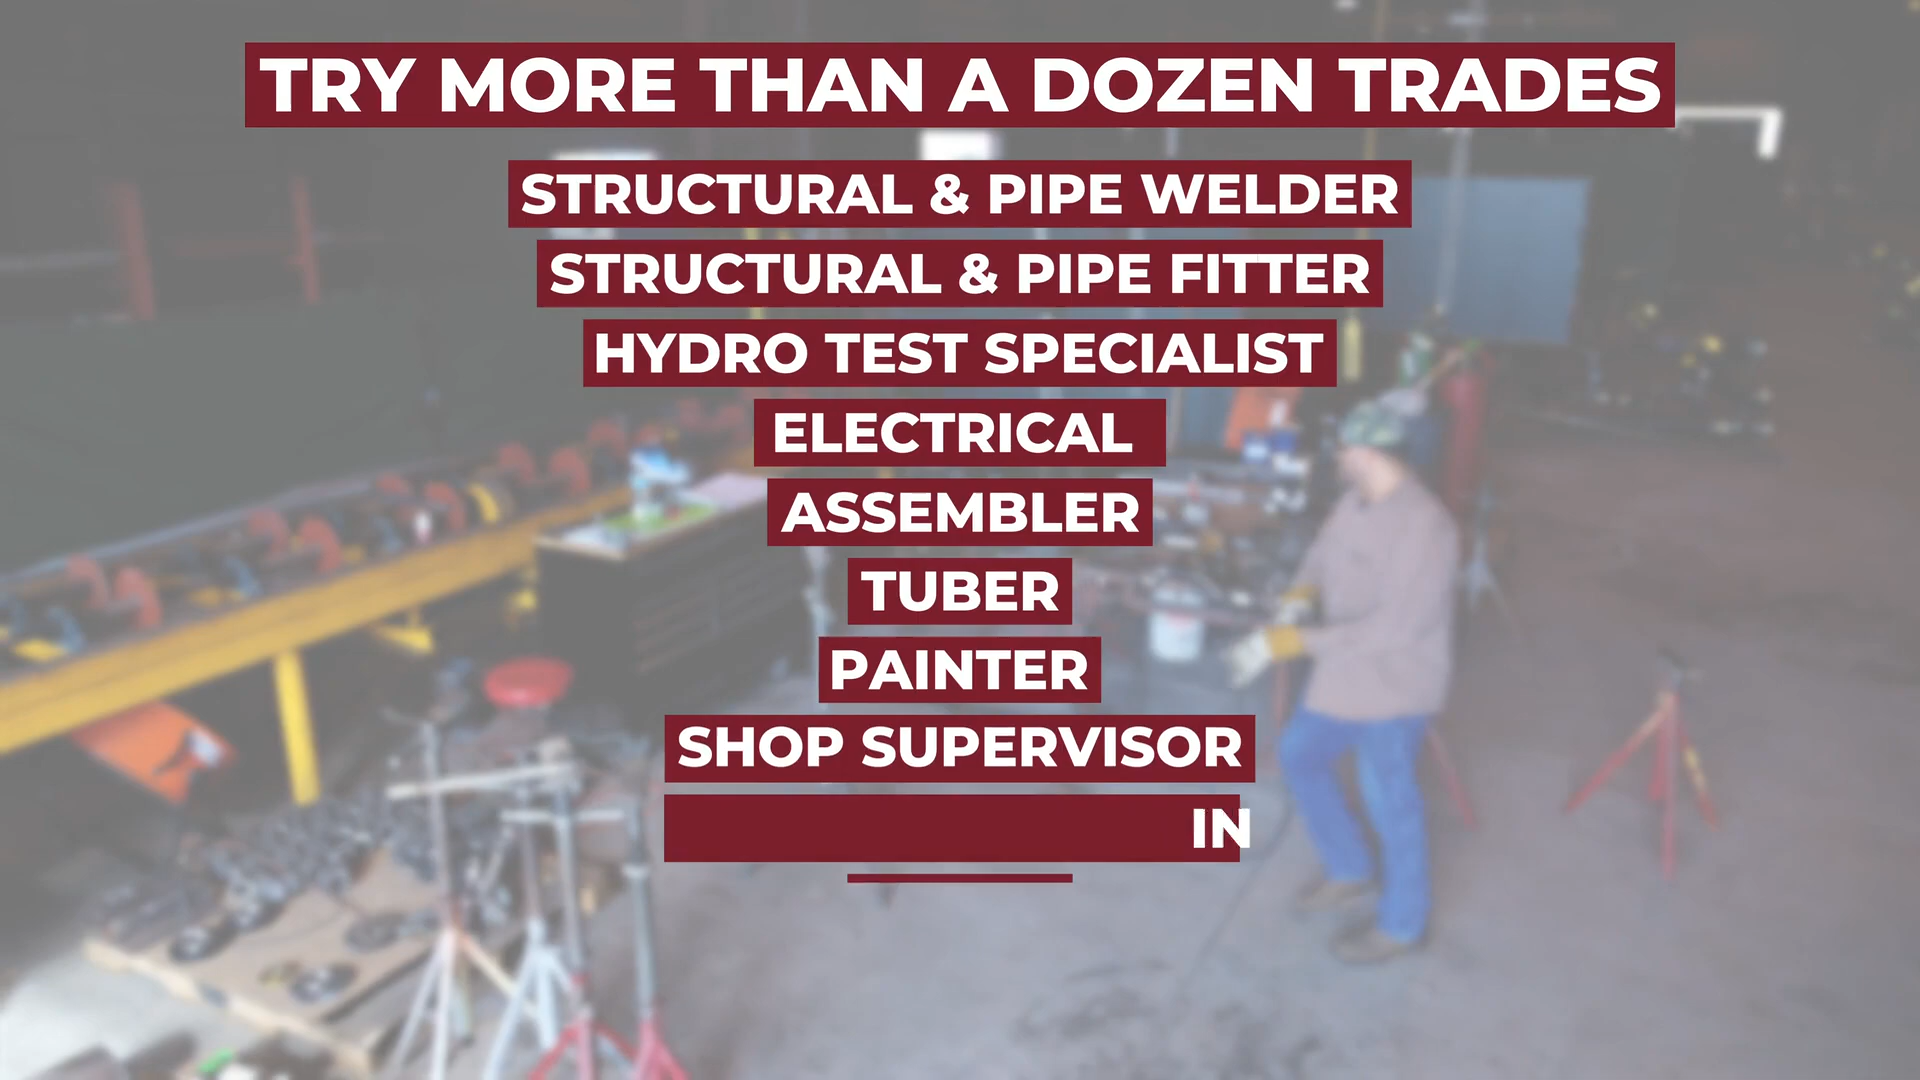 TRY MORE THAN A DOZEN TRADES
STRUCTURAL & PIPE WELDER
STRUCTURAL & PIPE FITTER
HYDRO TEST SPECIALIST
ELECTRICAL
ASSEMBLER
TUBER
PAINTER
SHOP SUPERVISOR
IN